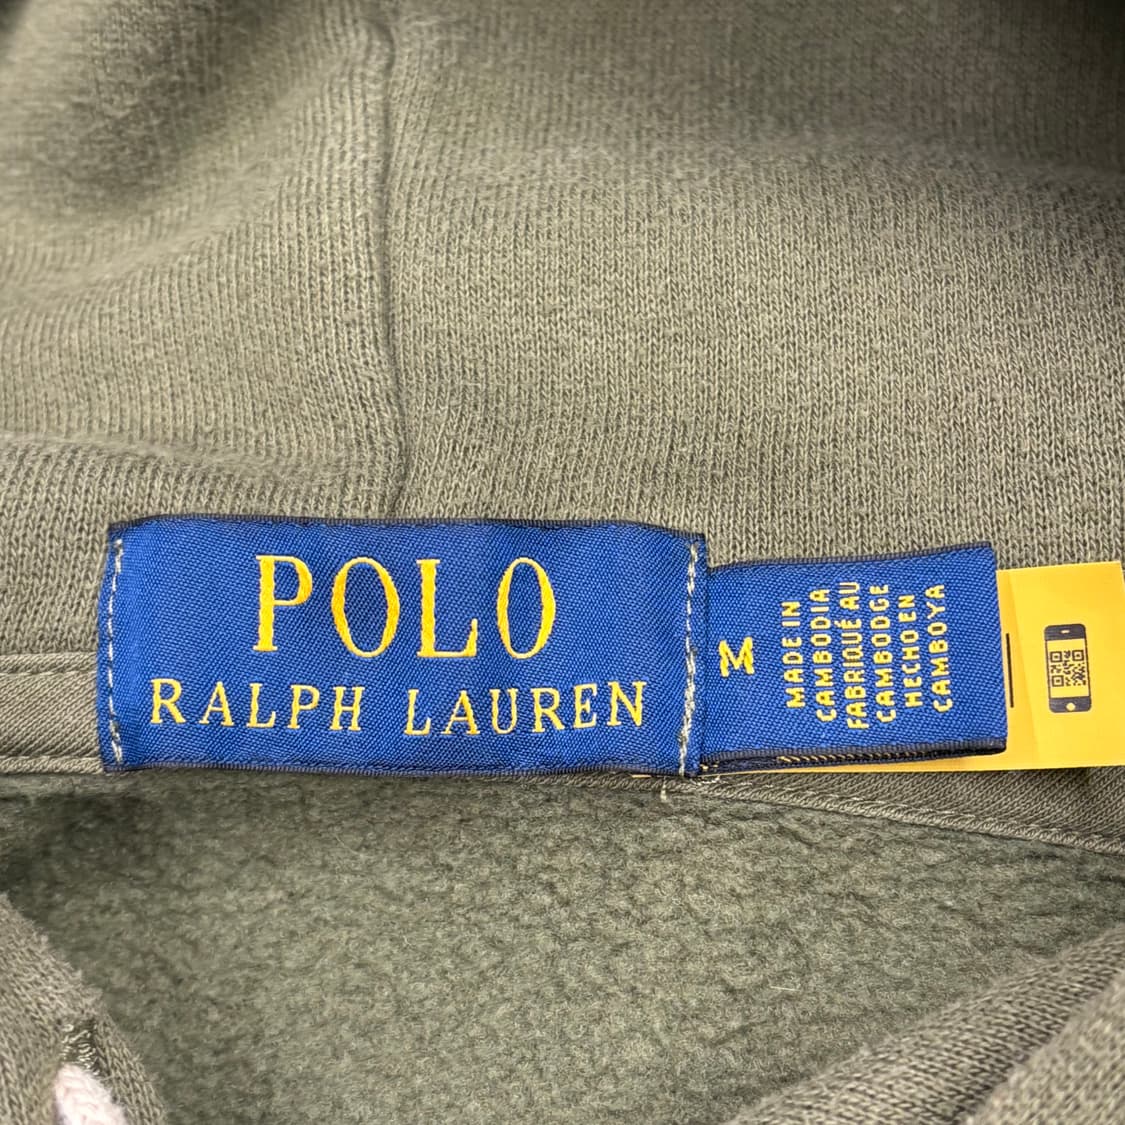 POLO
RALPH LAUREN
M
MADE IN
CAMBODIA
FABRIQUÉ AU
CAMBODGE
HECHO EN
CAMBOYA